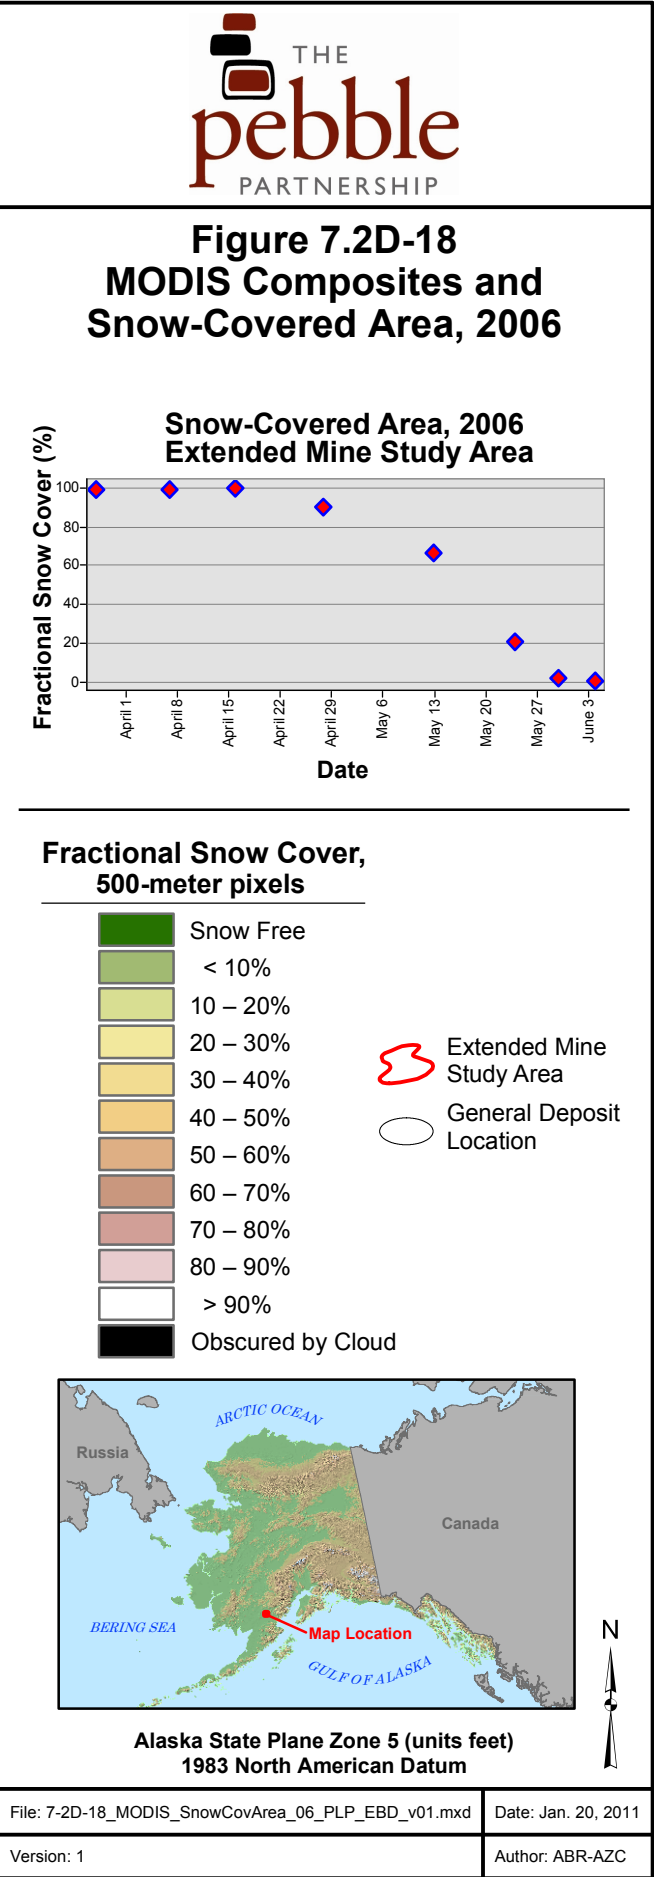 THE
pebble
PARTNERSHIP
Figure 7.2D-18
MODIS Composites and
Snow-Covered Area, 2006
Snow-Covered Area, 2006
Extended Mine Study Area
Fractional Snow Cover (%)
100
80
60
40
20
0
April 1
April 8
April 15
April 22
April 29
May 6
May 13
May 20
May 27
June 3
Date
Fractional Snow Cover,
500-meter pixels
Snow Free
< 10%
10 – 20%
20 – 30%
30 – 40%
40 – 50%
50 – 60%
60 – 70%
70 – 80%
80 – 90%
> 90%
Obscured by Cloud
Extended Mine
Study Area
General Deposit
Location
ARCTIC OCEAN
Russia
Canada
BERING SEA
Map Location
GULF OF ALASKA
N
Alaska State Plane Zone 5 (units feet)
1983 North American Datum
File: 7-2D-18_MODIS_SnowCovArea_06_PLP_EBD_v01.mxd
Date: Jan. 20, 2011
Version: 1
Author: ABR-AZC